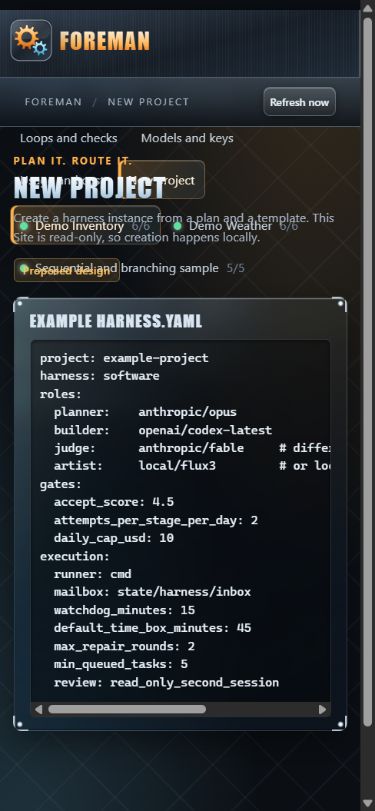 FOREMAN
FOREMAN / NEW PROJECT
Refresh now
Loops and checks Models and keys
PLAN IT. ROUTE IT.
NEW PROJECT
Create a harness instance from a plan and a template. This
Demo Inventory 6/6 Demo Weather 6/6
Site is read-only, so creation happens locally.
Sequential and branching sample 5/5
Proposed design
EXAMPLE HARNESS.YAML
project: example-project
harness: software
roles:
planner: anthropic/opus
builder: openai/codex-latest
judge: anthropic/fable # differ
artist: local/flux3 # or loc
gates:
accept_score: 4.5
attempts_per_stage_per_day: 2
daily_cap_usd: 10
execution:
runner: cmd
mailbox: state/harness/inbox
watchdog_minutes: 15
default_time_box_minutes: 45
max_repair_rounds: 2
min_queued_tasks: 5
review: read_only_second_session